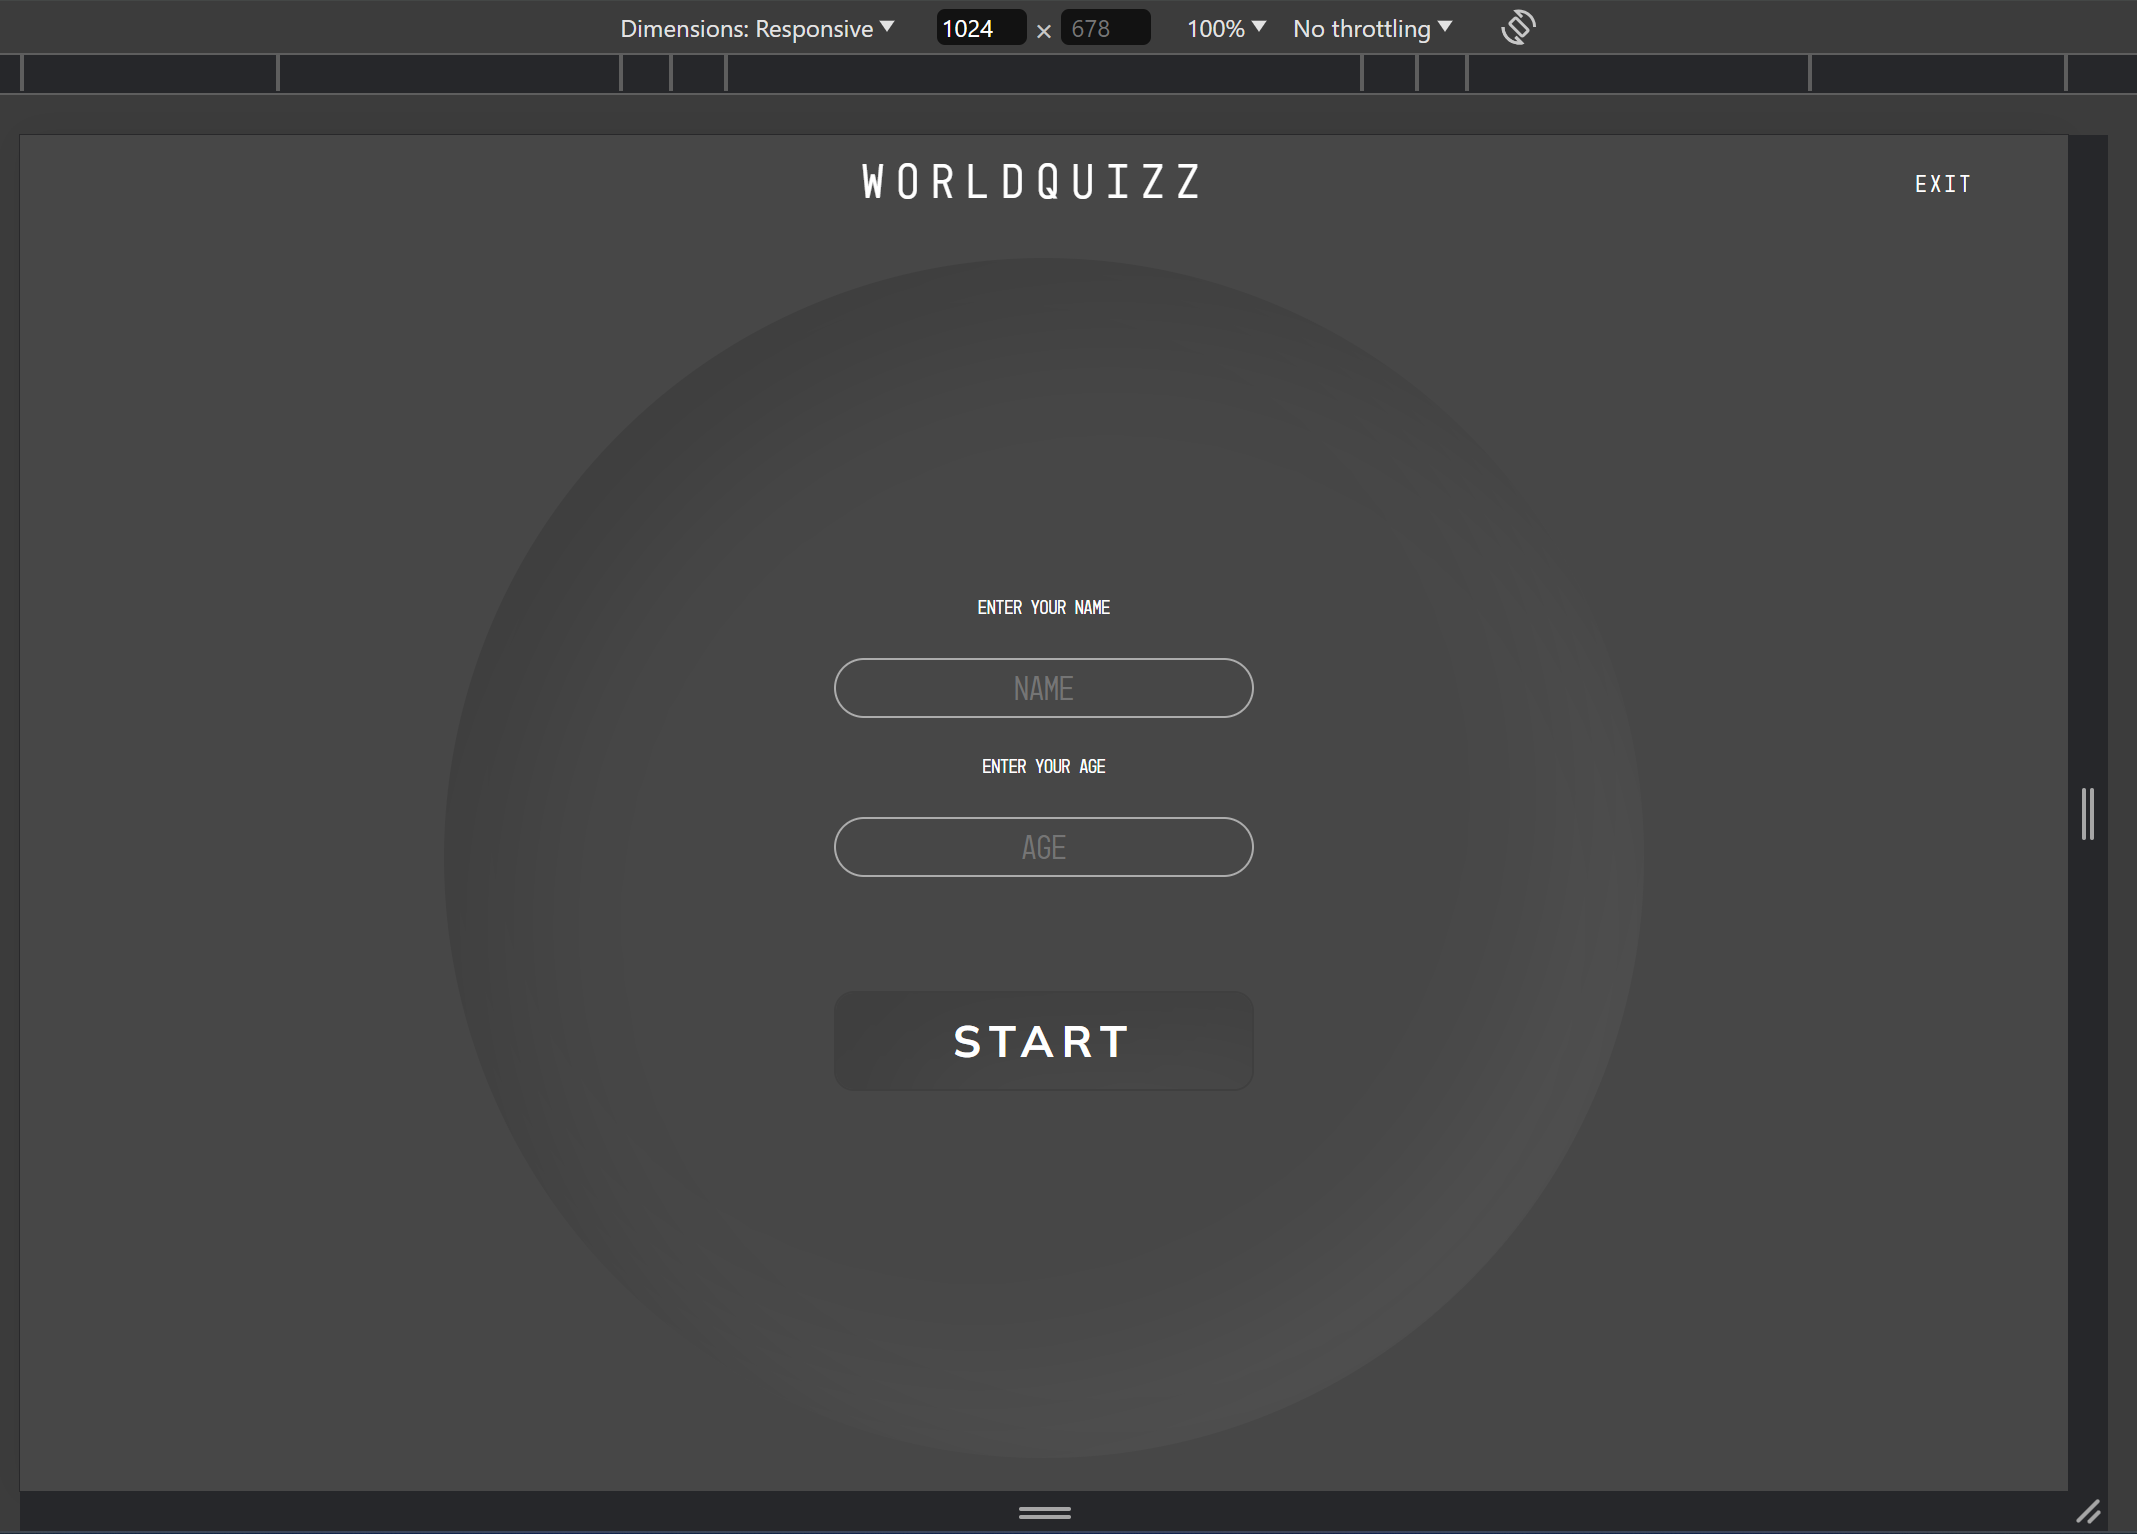 Dimensions: Responsive 1024 × 678 100% No throttling
WORLDQUIZZ
EXIT
ENTER YOUR NAME
NAME
ENTER YOUR AGE
AGE
START